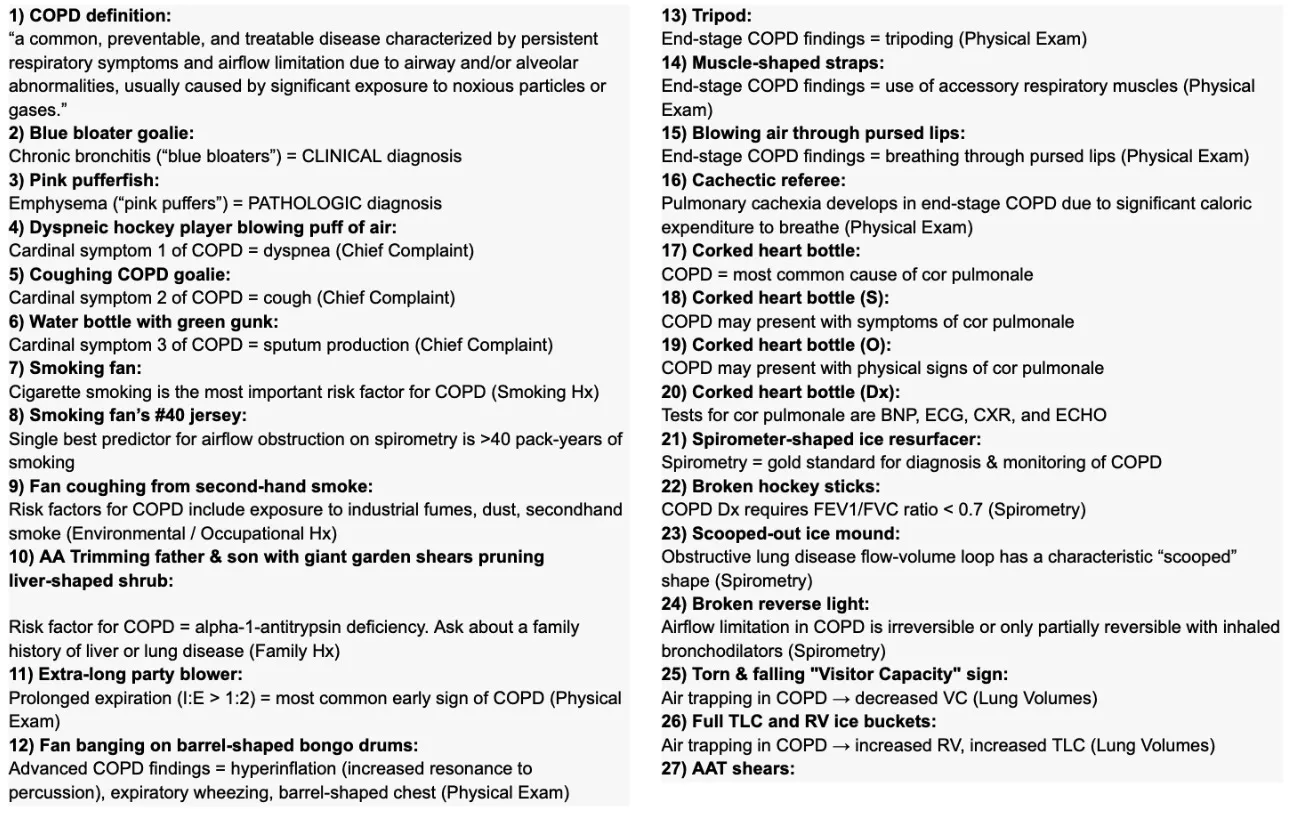 1) COPD definition:
“a common, preventable, and treatable disease characterized by persistent
respiratory symptoms and airflow limitation due to airway and/or alveolar
abnormalities, usually caused by significant exposure to noxious particles or
gases.”
2) Blue bloater goalie:
Chronic bronchitis (“blue bloaters”) = CLINICAL diagnosis
3) Pink pufferfish:
Emphysema (“pink puffers”) = PATHOLOGIC diagnosis
4) Dyspneic hockey player blowing puff of air:
Cardinal symptom 1 of COPD = dyspnea (Chief Complaint)
5) Coughing COPD goalie:
Cardinal symptom 2 of COPD = cough (Chief Complaint)
6) Water bottle with green gunk:
Cardinal symptom 3 of COPD = sputum production (Chief Complaint)
7) Smoking fan:
Cigarette smoking is the most important risk factor for COPD (Smoking Hx)
8) Smoking fan’s #40 jersey:
Single best predictor for airflow obstruction on spirometry is >40 pack-years of
smoking
9) Fan coughing from second-hand smoke:
Risk factors for COPD include exposure to industrial fumes, dust, secondhand
smoke (Environmental / Occupational Hx)
10) AA Trimming father & son with giant garden shears pruning
liver-shaped shrub:
Risk factor for COPD = alpha-1-antitrypsin deficiency. Ask about a family
history of liver or lung disease (Family Hx)
11) Extra-long party blower:
Prolonged expiration (I:E > 1:2) = most common early sign of COPD (Physical
Exam)
12) Fan banging on barrel-shaped bongo drums:
Advanced COPD findings = hyperinflation (increased resonance to
percussion), expiratory wheezing, barrel-shaped chest (Physical Exam)
13) Tripod:
End-stage COPD findings = tripoding (Physical Exam)
14) Muscle-shaped straps:
End-stage COPD findings = use of accessory respiratory muscles (Physical
Exam)
15) Blowing air through pursed lips:
End-stage COPD findings = breathing through pursed lips (Physical Exam)
16) Cachectic referee:
Pulmonary cachexia develops in end-stage COPD due to significant caloric
expenditure to breathe (Physical Exam)
17) Corked heart bottle:
COPD = most common cause of cor pulmonale
18) Corked heart bottle (S):
COPD may present with symptoms of cor pulmonale
19) Corked heart bottle (O):
COPD may present with physical signs of cor pulmonale
20) Corked heart bottle (Dx):
Tests for cor pulmonale are BNP, ECG, CXR, and ECHO
21) Spirometer-shaped ice resurfacer:
Spirometry = gold standard for diagnosis & monitoring of COPD
22) Broken hockey sticks:
COPD Dx requires FEV1/FVC ratio < 0.7 (Spirometry)
23) Scooped-out ice mound:
Obstructive lung disease flow-volume loop has a characteristic “scooped”
shape (Spirometry)
24) Broken reverse light:
Airflow limitation in COPD is irreversible or only partially reversible with inhaled
bronchodilators (Spirometry)
25) Torn & falling "Visitor Capacity" sign:
Air trapping in COPD → decreased VC (Lung Volumes)
26) Full TLC and RV ice buckets:
Air trapping in COPD → increased RV, increased TLC (Lung Volumes)
27) AAT shears: